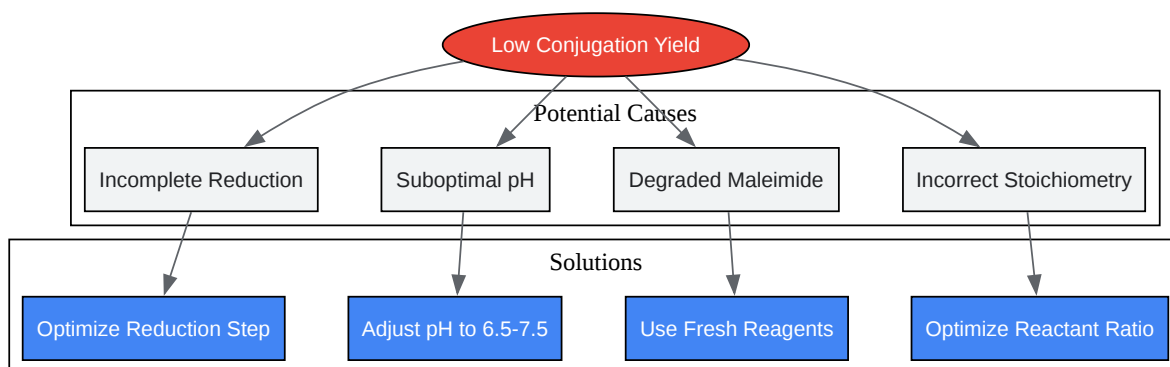 Low Conjugation Yield
Potential Causes
Incomplete Reduction
Suboptimal pH
Degraded Maleimide
Incorrect Stoichiometry
Solutions
Optimize Reduction Step
Adjust pH to 6.5-7.5
Use Fresh Reagents
Optimize Reactant Ratio